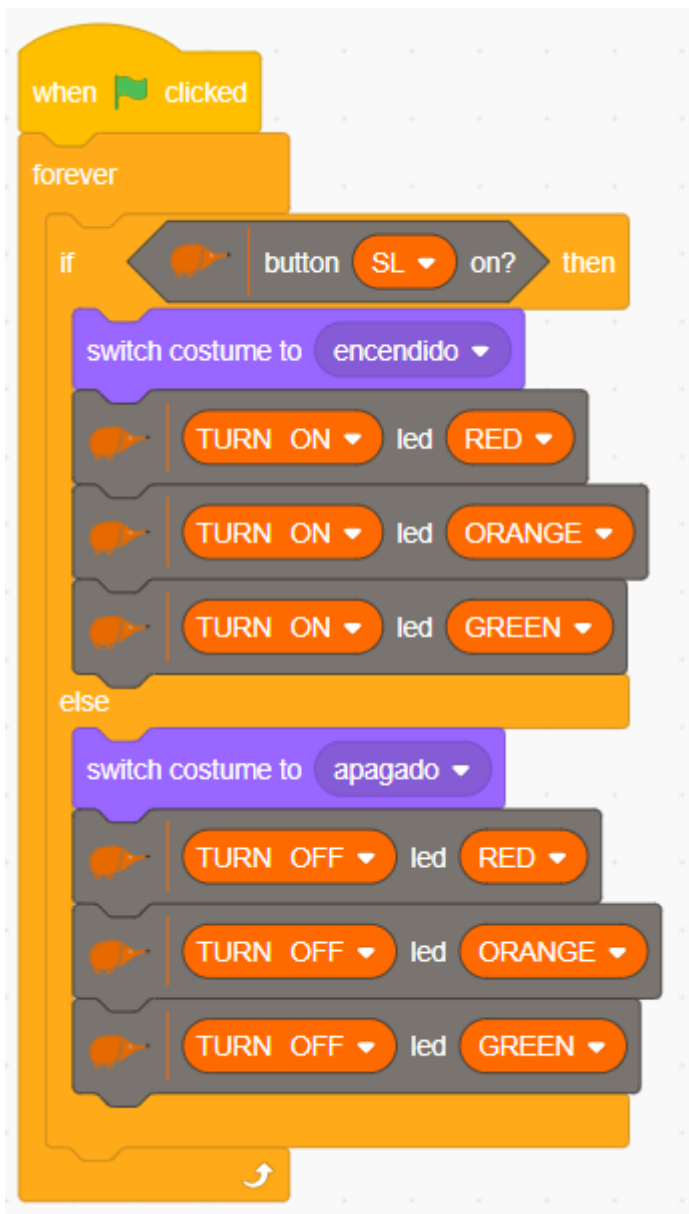 when clicked
forever
if button SL on? then
switch costume to encendido
TURN ON led RED
TURN ON led ORANGE
TURN ON led GREEN
else
switch costume to apagado
TURN OFF led RED
TURN OFF led ORANGE
TURN OFF led GREEN